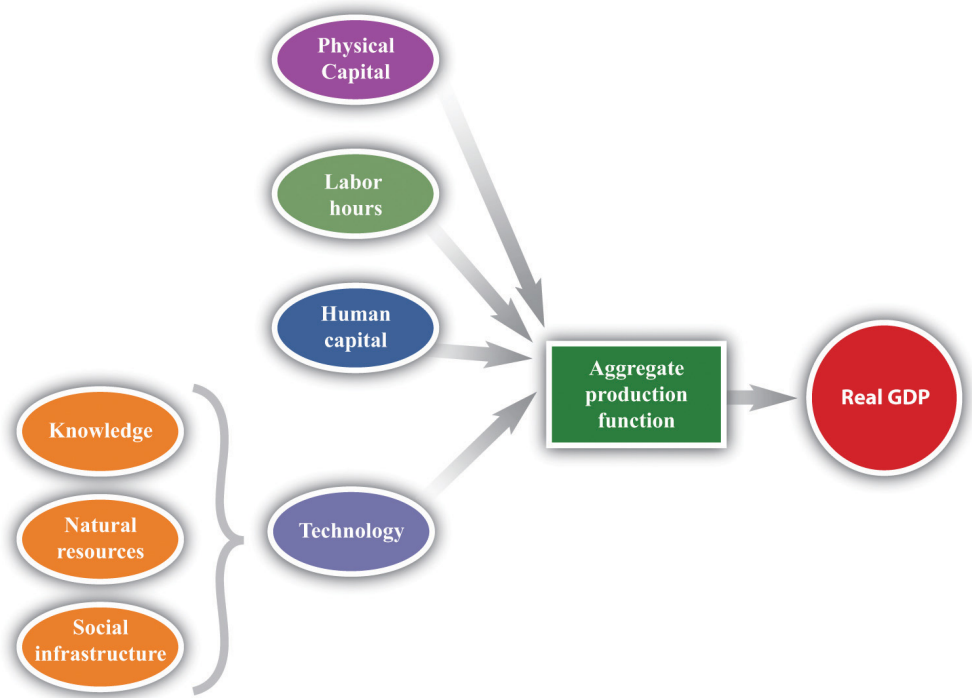 Physical
Capital
Labor
hours
Human
capital
Aggregate
production
function
Real GDP
Knowledge
Natural
resources
Social
infrastructure
Technology